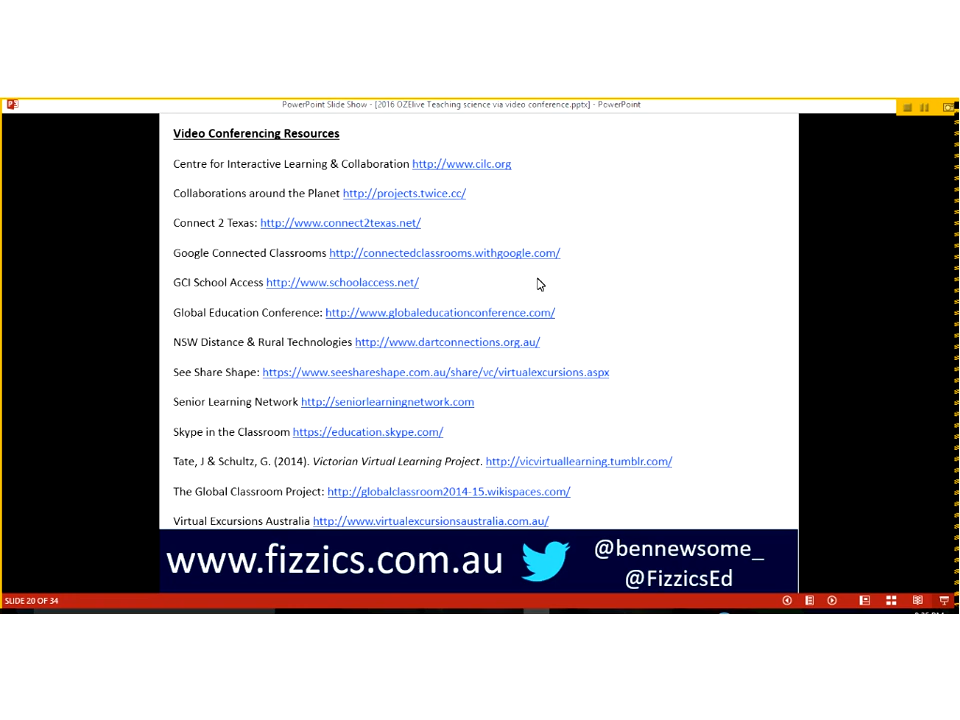 PowerPoint Slide Show - [2016 OZElive Teaching science via video conference.pptx] - PowerPoint
Video Conferencing Resources
Centre for Interactive Learning & Collaboration http://www.cilc.org
Collaborations around the Planet http://projects.twice.cc/
Connect 2 Texas: http://www.connect2texas.net/
Google Connected Classrooms http://connectedclassrooms.withgoogle.com/
GCI School Access http://www.schoolaccess.net/
Global Education Conference: http://www.globaleducationconference.com/
NSW Distance & Rural Technologies http://www.dartconnections.org.au/
See Share Shape: https://www.seeshareshape.com.au/share/vc/virtualexcursions.aspx
Senior Learning Network http://seniorlearningnetwork.com
Skype in the Classroom https://education.skype.com/
Tate, J & Schultz, G. (2014). Victorian Virtual Learning Project. http://vicvirtuallearning.tumblr.com/
The Global Classroom Project: http://globalclassroom2014-15.wikispaces.com/
Virtual Excursions Australia http://www.virtualexcursionsaustralia.com.au/
www.fizzics.com.au
@bennewsome_
@FizzicsEd
SLIDE 20 OF 34